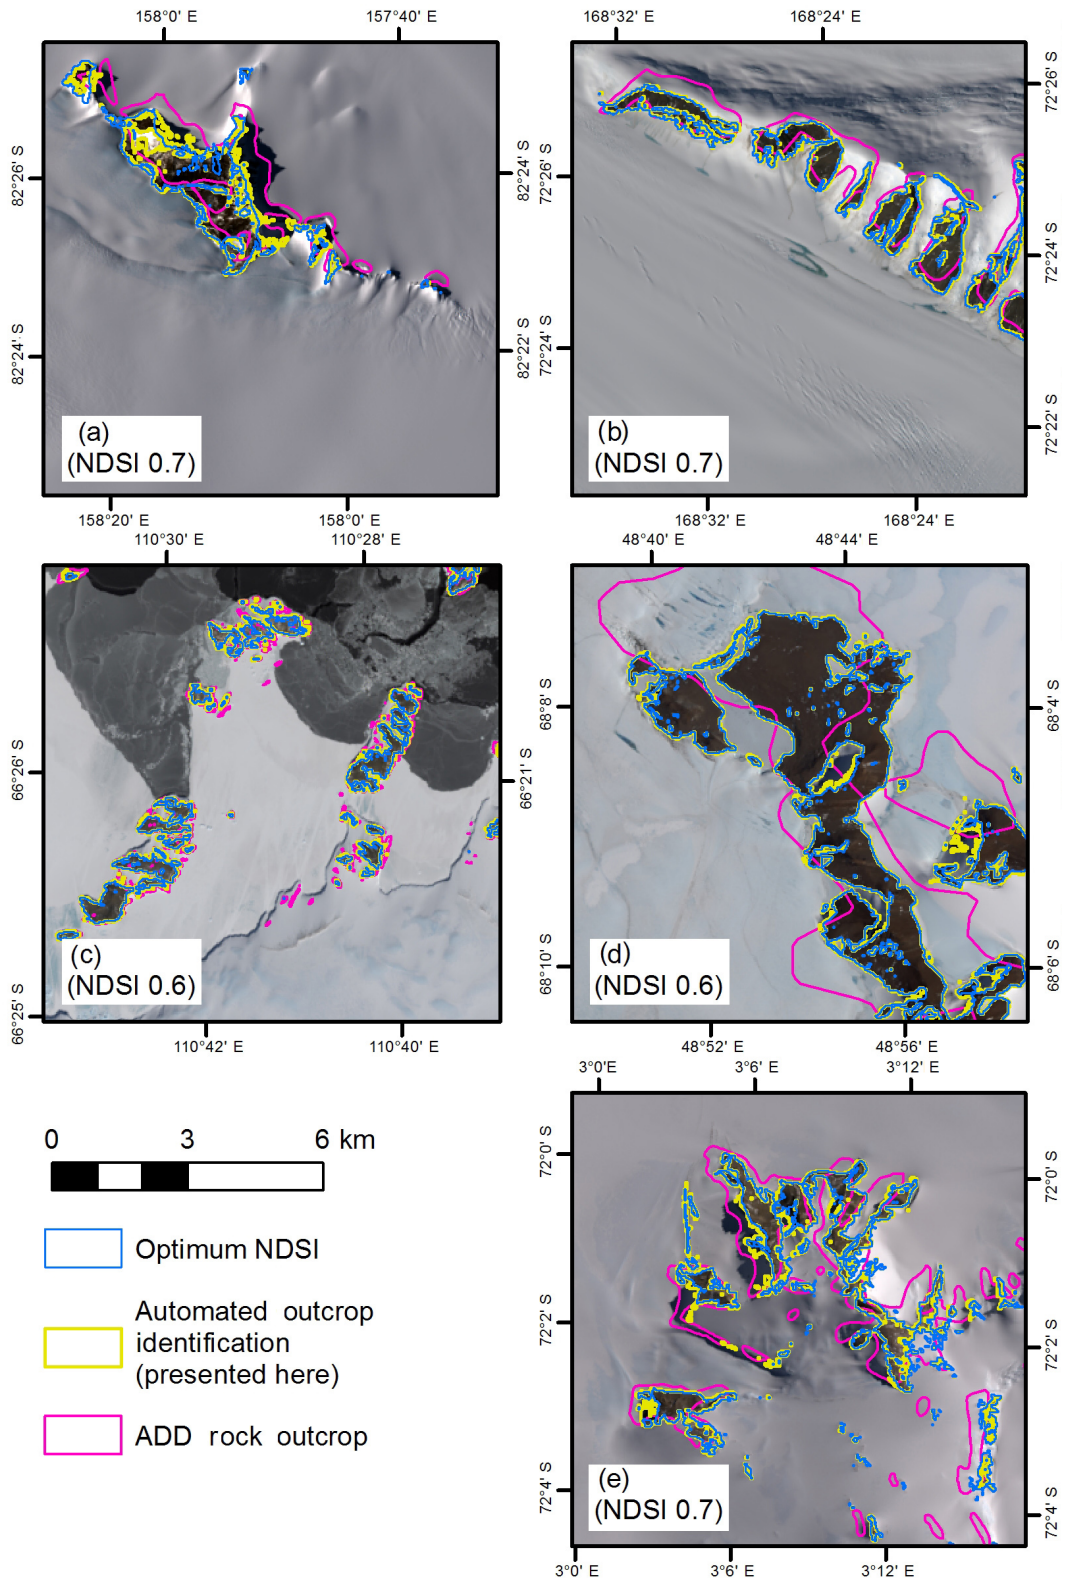 158°0' E
157°40' E
168°32' E
168°24' E
82°26' S
82°24' S
82°24' S
82°22' S
72°26' S
72°24' S
72°26' S
72°24' S
72°22' S
(a)
(NDSI 0.7)
(b)
(NDSI 0.7)
158°20' E
158°0' E
168°32' E
168°24' E
110°30' E
110°28' E
48°40' E
48°44' E
66°26' S
66°25' S
66°21' S
68°8' S
68°10' S
68°4' S
68°6' S
(c)
(NDSI 0.6)
(d)
(NDSI 0.6)
110°42' E
110°40' E
48°52' E
48°56' E
3°0'E
3°6' E
3°12' E
0
3
6 km
Optimum NDSI
Automated outcrop
identification
(presented here)
ADD rock outcrop
72°0' S
72°2' S
72°4' S
72°0' S
72°2' S
72°4' S
(e)
(NDSI 0.7)
3°0' E
3°6' E
3°12' E